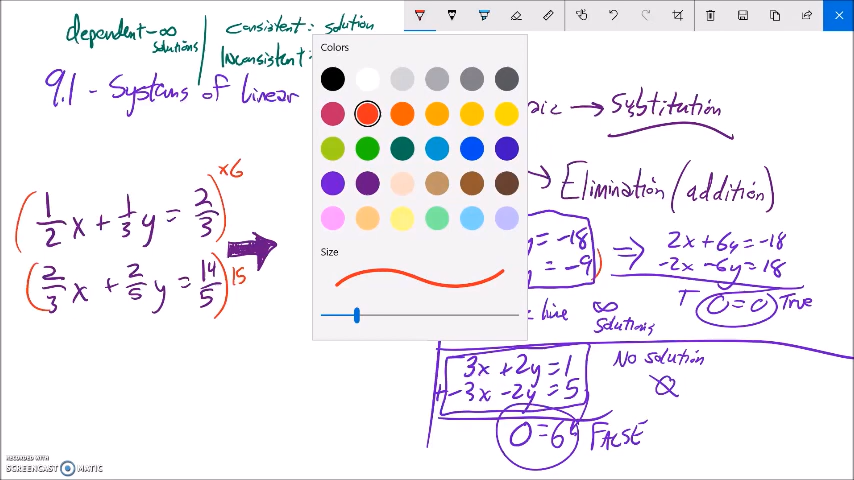 dependent - ∞ solutions
consistent: solution
Inconsistent:
9.1 - Systems of linear
Colors
Size
→ Substitution
→ Elimination (addition)
(1/2 x + 1/3 y = 2/3) x6
(2/3 x + 2/5 y = 14/5) 15
y = -18
= -9)
⇒ 2x + 6y = -18
-2x - 6y = 18
T 0 = 0 True
line ∞ solutions
3x + 2y = 1
+ -3x - 2y = 5
0 = 6
FALSE
No solution
∅
RECORDED WITH
SCREENCAST MATIC